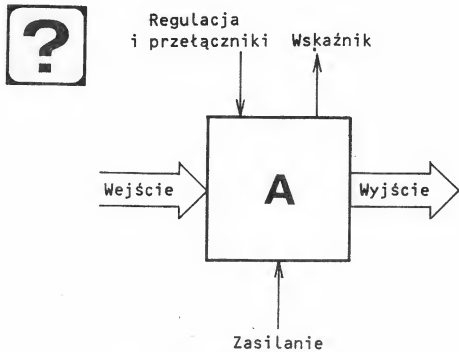 ?
Regulacja
i przełączniki Wskaźnik
Wejście
A
Wyjście
Zasilanie